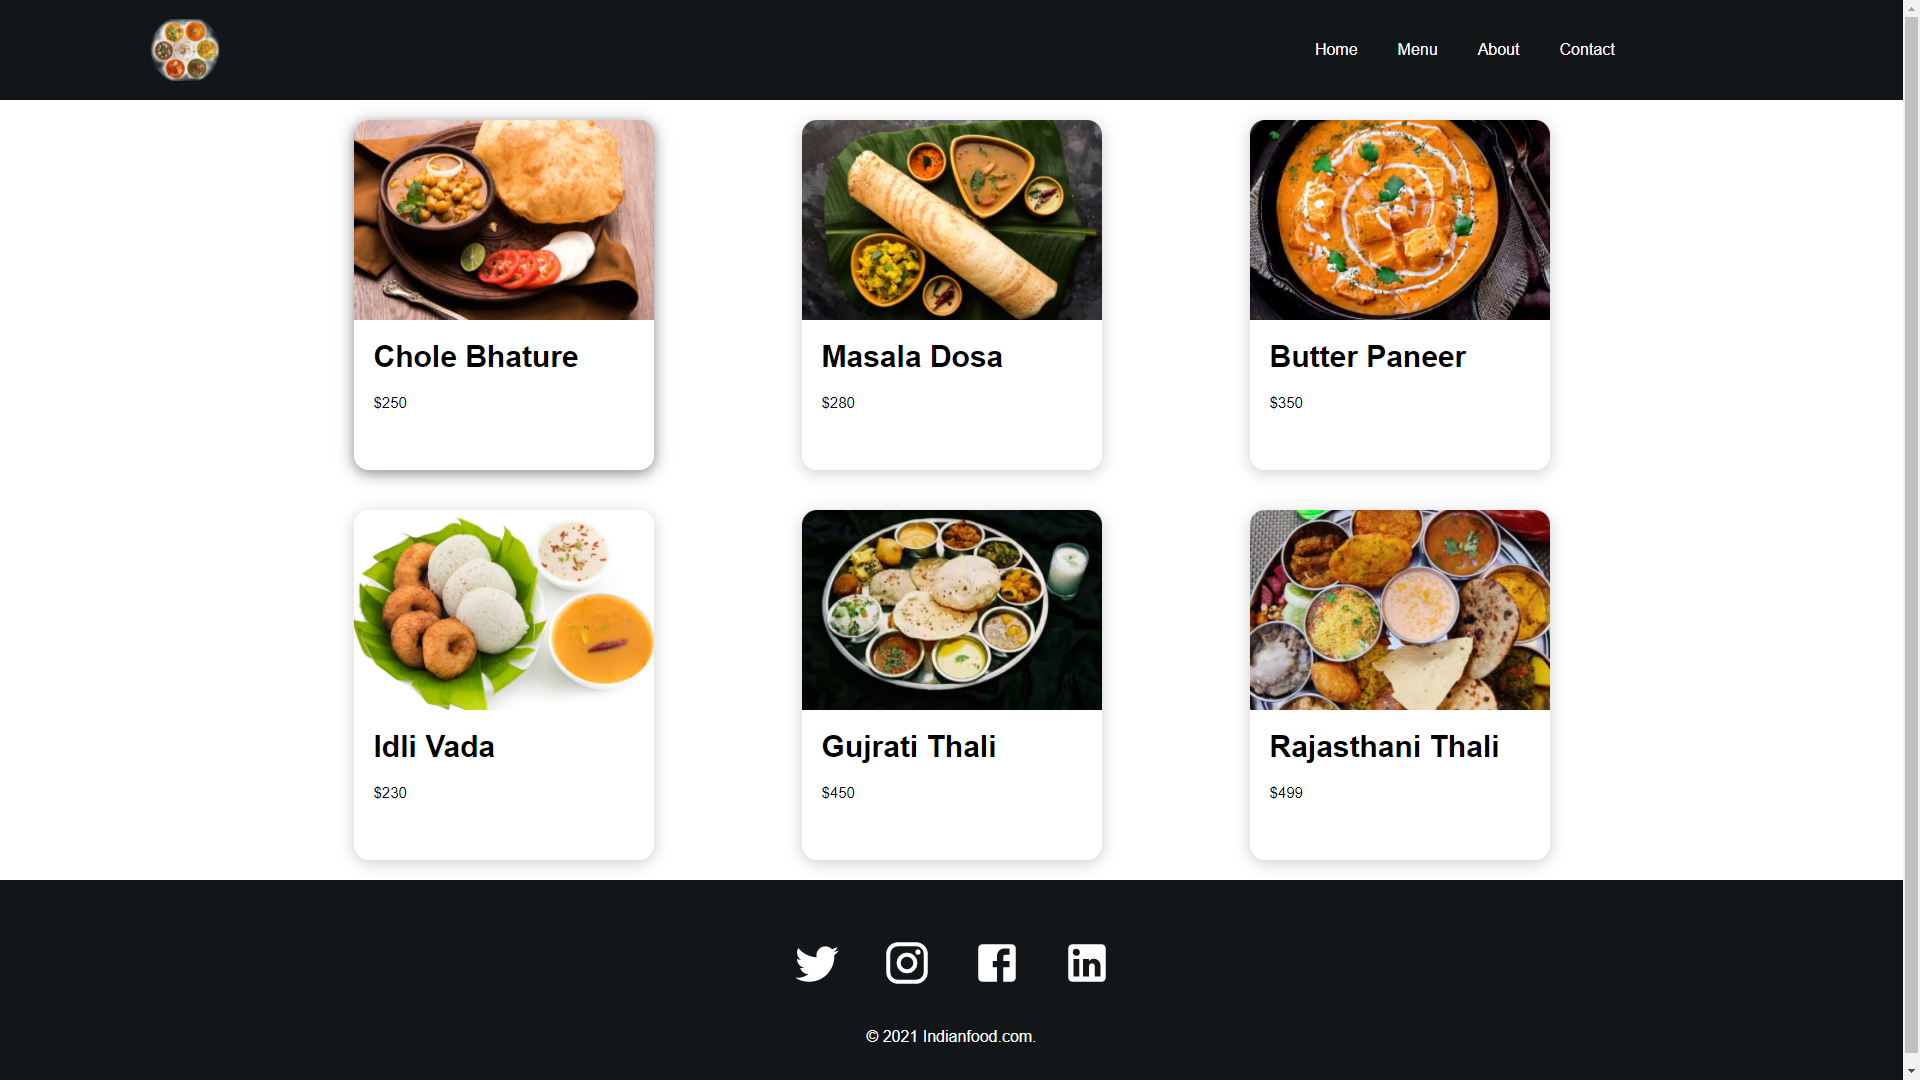 Home Menu About Contact
Chole Bhature
$250
Masala Dosa
$280
Butter Paneer
$350
Idli Vada
$230
Gujrati Thali
$450
Rajasthani Thali
$499
© 2021 Indianfood.com.